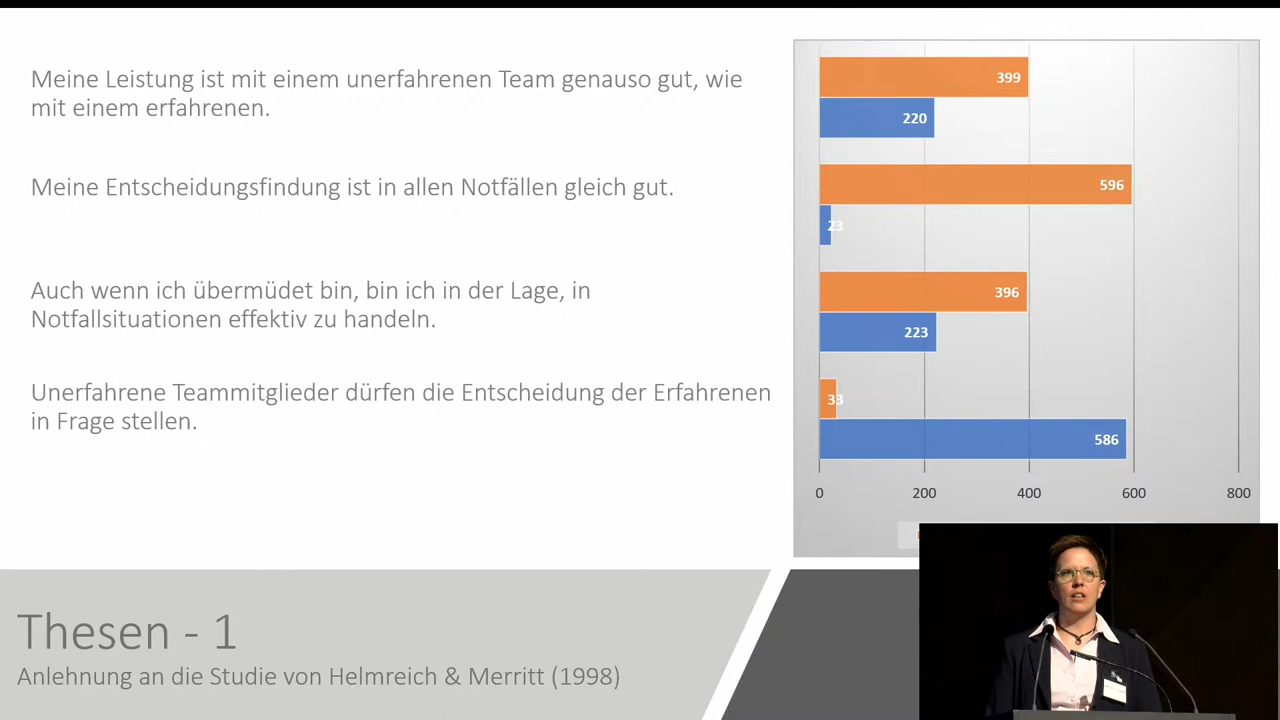 Meine Leistung ist mit einem unerfahrenen Team genauso gut, wie
mit einem erfahrenen.
399
220
Meine Entscheidungsfindung ist in allen Notfällen gleich gut.
596
23
Auch wenn ich übermüdet bin, bin ich in der Lage, in
Notfallsituationen effektiv zu handeln.
396
223
Unerfahrene Teammitglieder dürfen die Entscheidung der Erfahrenen
in Frage stellen.
33
586
0 200 400 600 800
Thesen - 1
Anlehnung an die Studie von Helmreich & Merritt (1998)